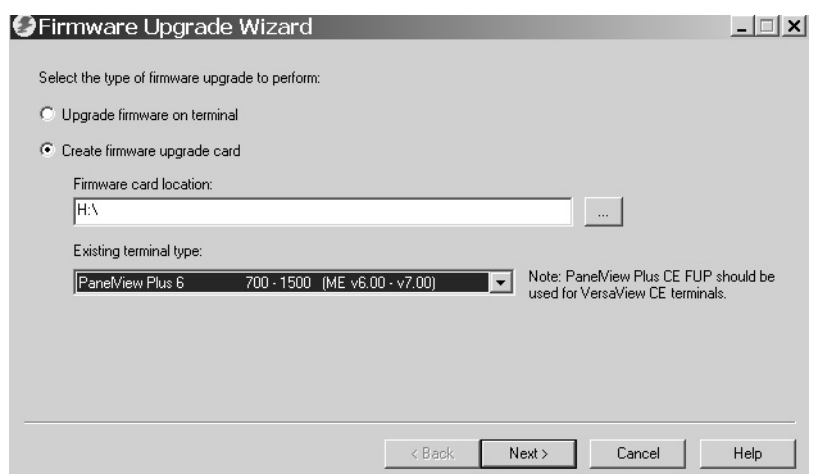 Firmware Upgrade Wizard
Select the type of firmware upgrade to perform:
Upgrade firmware on terminal
Create firmware upgrade card
Firmware card location:
H:\
...
Existing terminal type:
PanelView Plus 6 700 - 1500 (ME v6.00 - v7.00)
Note: PanelView Plus CE FUP should be
used for VersaView CE terminals.
< Back Next > Cancel Help